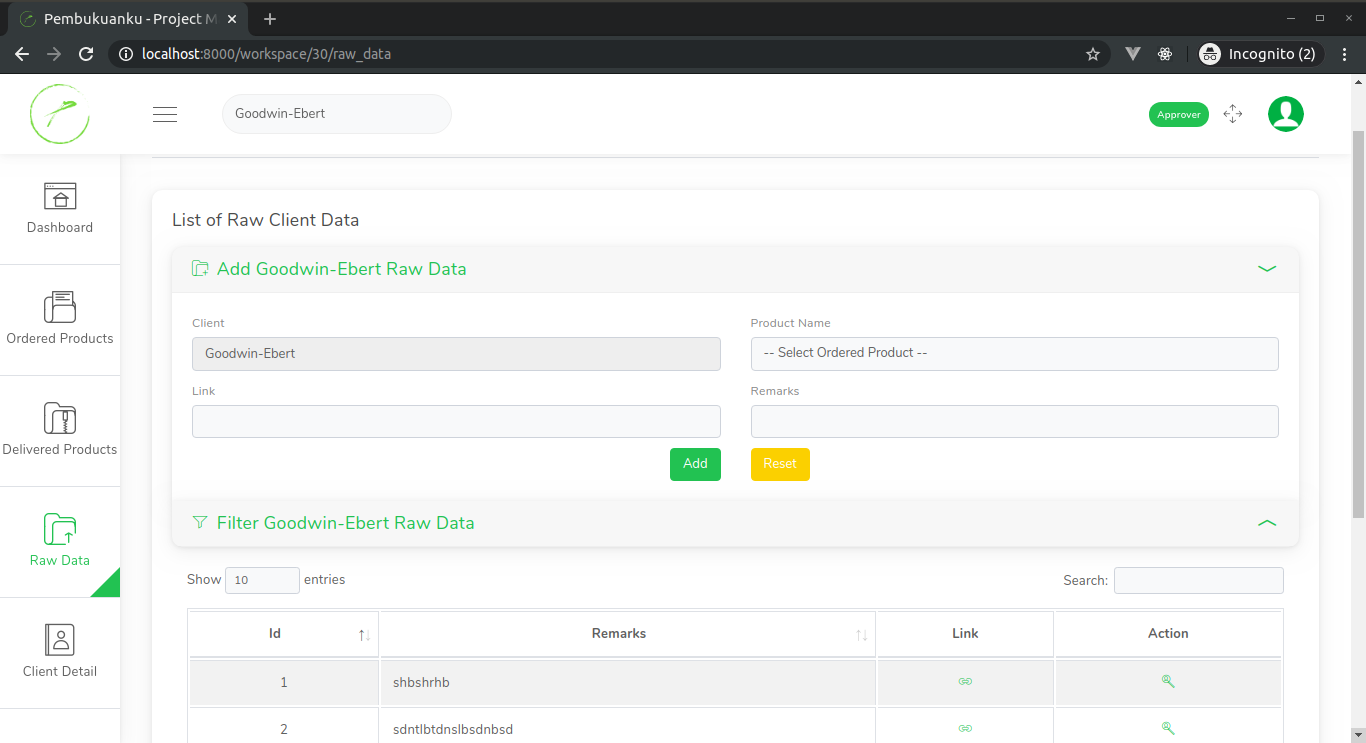 Pembukuanku - Project M
localhost:8000/workspace/30/raw_data
Incognito (2)
Goodwin-Ebert
Approver
Dashboard
Ordered Products
Delivered Products
Raw Data
Client Detail
List of Raw Client Data
Add Goodwin-Ebert Raw Data
Client
Product Name
Goodwin-Ebert
-- Select Ordered Product --
Link
Remarks
Add
Reset
Filter Goodwin-Ebert Raw Data
Show 10 entries
Search:
Id
Remarks
Link
Action
1
shbshrhb
2
sdntlbtdnslbsdnbsd